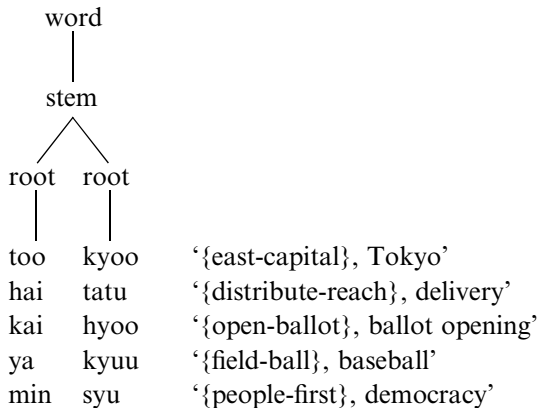 word
stem
root root
too kyoo ‘{east-capital}, Tokyo’
hai tatu ‘{distribute-reach}, delivery’
kai hyoo ‘{open-ballot}, ballot opening’
ya kyuu ‘{field-ball}, baseball’
min syu ‘{people-first}, democracy’